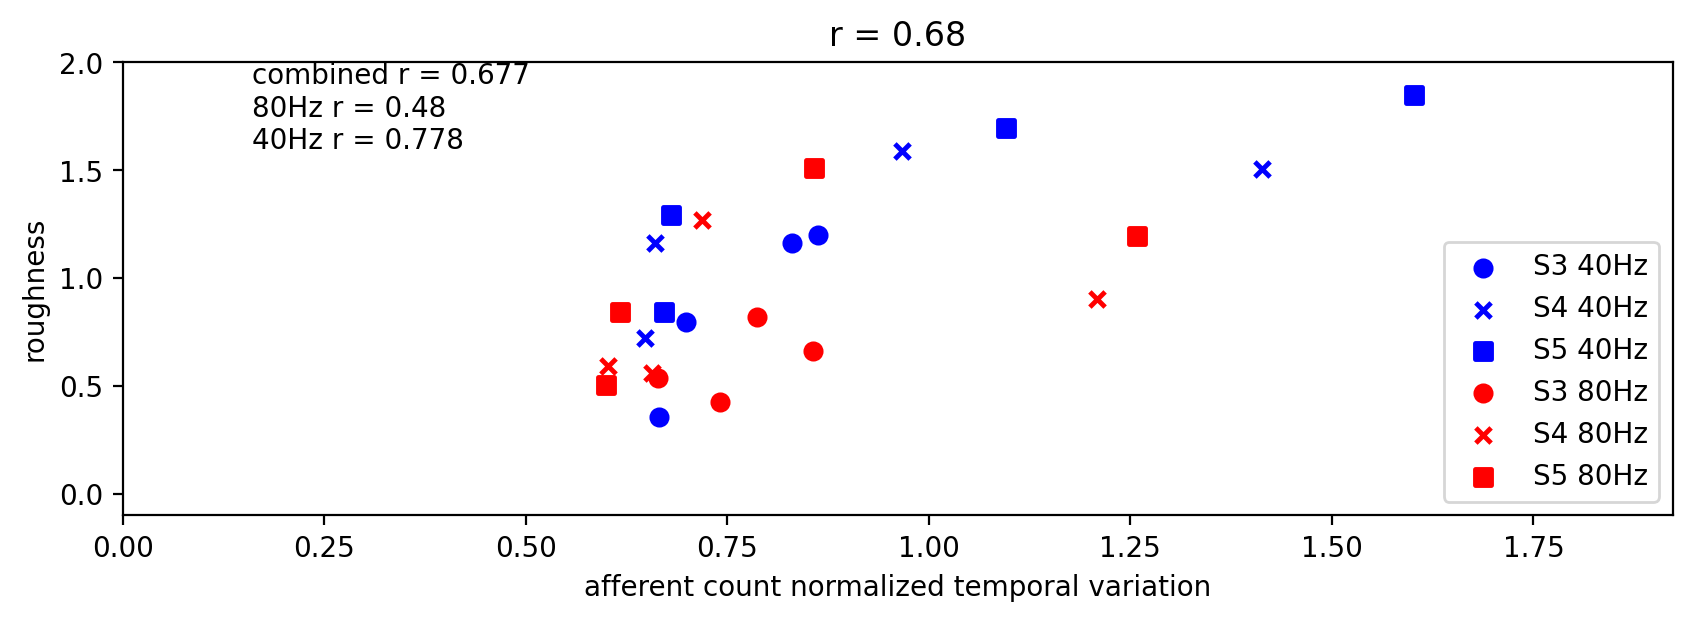 r = 0.68
combined r = 0.677
80Hz r = 0.48
40Hz r = 0.778
2.0
1.5
1.0
0.5
0.0
roughness
S3 40Hz
S4 40Hz
S5 40Hz
S3 80Hz
S4 80Hz
S5 80Hz
0.00 0.25 0.50 0.75 1.00 1.25 1.50 1.75
afferent count normalized temporal variation